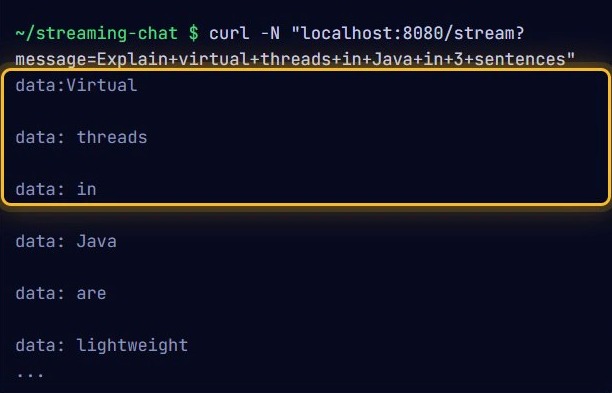 ~/streaming-chat $ curl -N "localhost:8080/stream?
message=Explain+virtual+threads+in+Java+in+3+sentences"
data:Virtual
data: threads
data: in
data: Java
data: are
data: lightweight
...